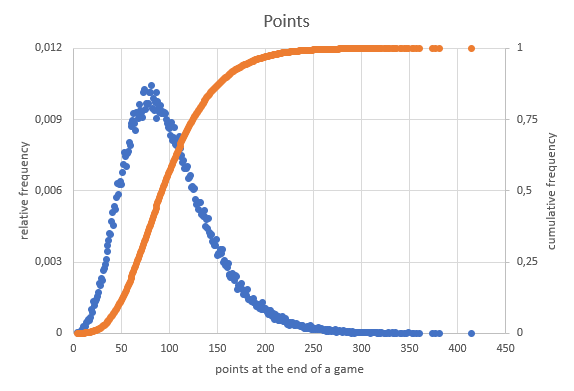 Points
0,012
0,009
0,006
0,003
0
1
0,75
0,5
0,25
0
0 50 100 150 200 250 300 350 400 450
relative frequency
cumulative frequency
points at the end of a game